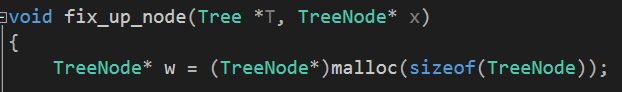 void fix_up_node(Tree *T, TreeNode* x)
{
TreeNode* w = (TreeNode*)malloc(sizeof(TreeNode));